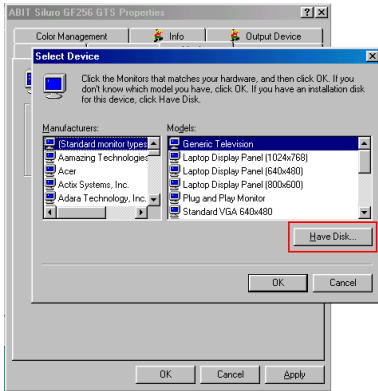 ABIT Siluro GF256 GTS Properties
Color Management
Info
Output Device
Select Device
Click the Monitors that matches your hardware, and then click OK. If you
don't know which model you have, click OK. If you have an installation disk
for this device, click Have Disk.
Manufacturers:
Models:
(Standard monitor types
Aamazing Technologies
Acer
Actix Systems, Inc.
Adara Technology, Inc.
Generic Television
Laptop Display Panel (1024x768)
Laptop Display Panel (640x480)
Laptop Display Panel (800x600)
Plug and Play Monitor
Standard VGA 640x480
Have Disk...
OK
Cancel
OK
Cancel
Apply